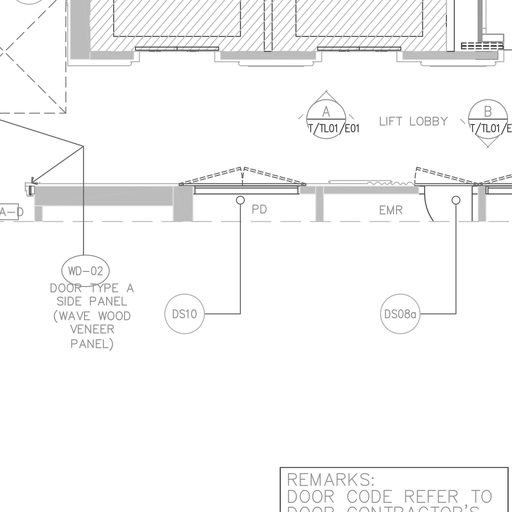 A
T/TL01/E01
LIFT LOBBY
B
T/TL01/E
A-D
PD
EMR
WD-02
DOOR TYPE A
SIDE PANEL
(WAVE WOOD
VENEER
PANEL)
DS10
DS08a
REMARKS:
DOOR CODE REFER TO
DOOR CONTRACTOR'S